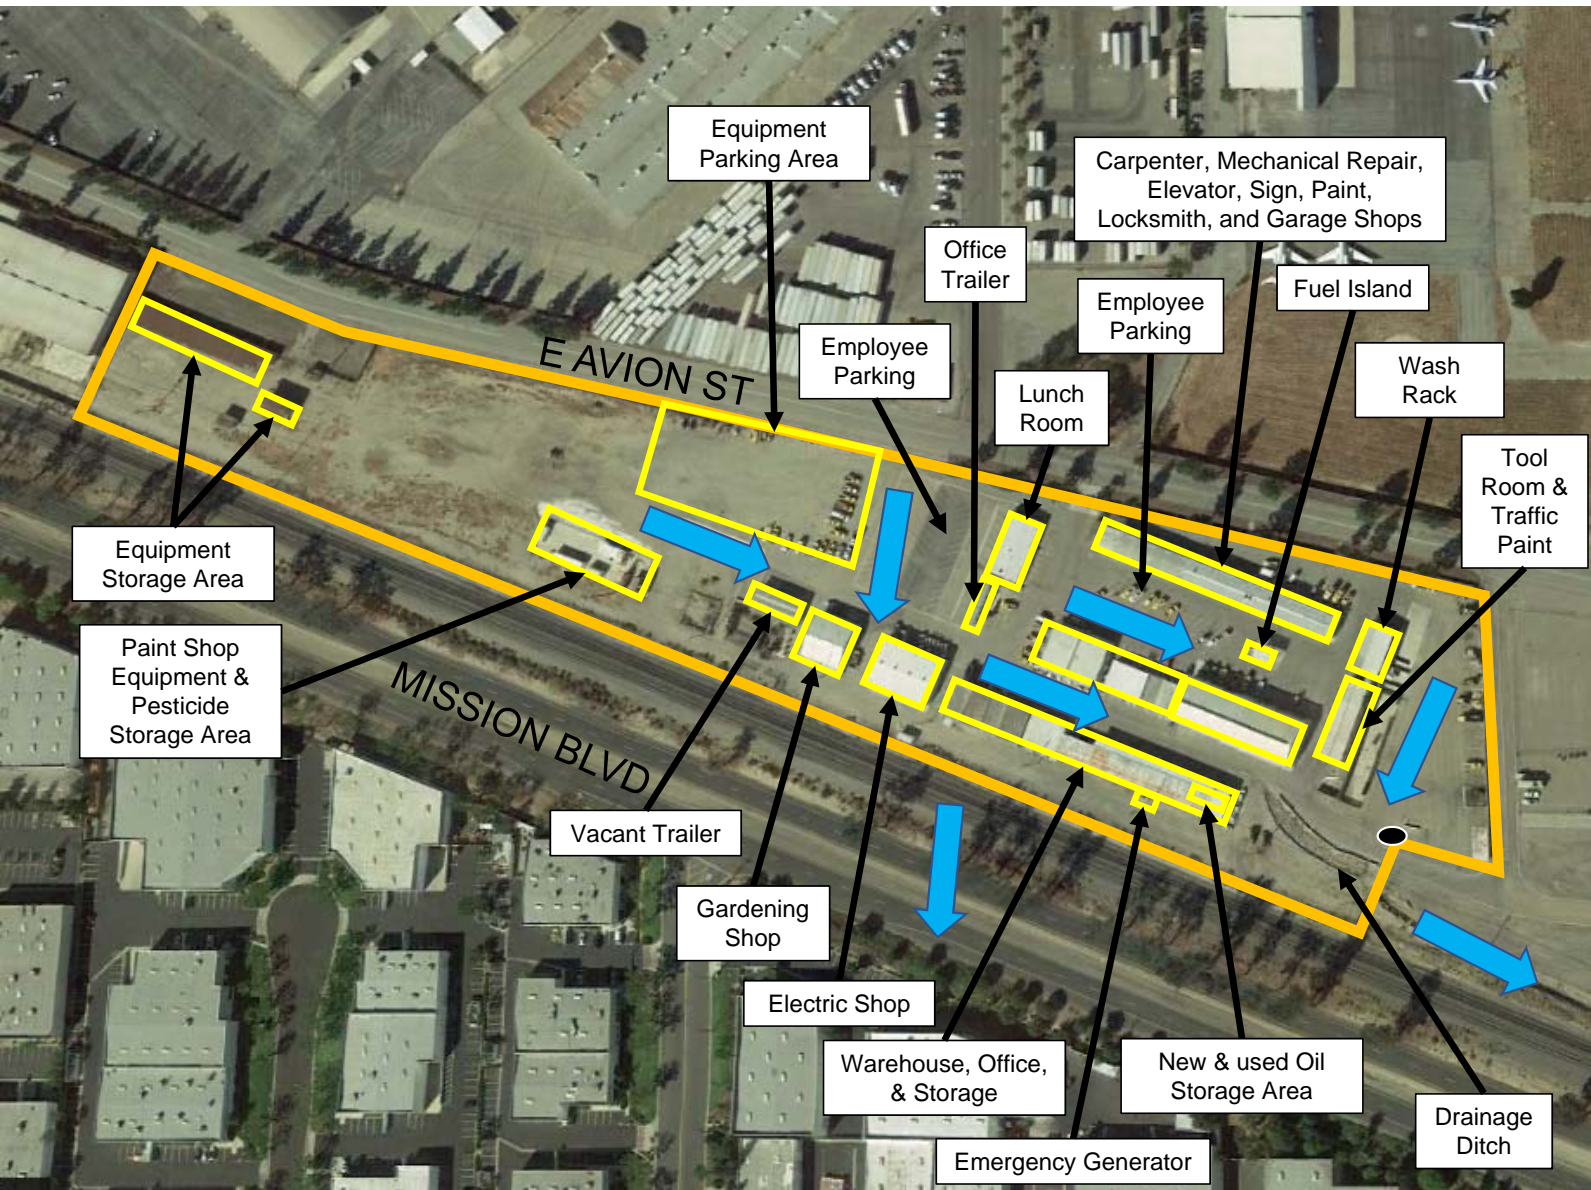 Equipment
Parking Area
Carpenter, Mechanical Repair,
Elevator, Sign, Paint,
Locksmith, and Garage Shops
Office
Trailer
Fuel Island
Employee
Parking
Employee
Parking
Wash
Rack
Lunch
Room
E AVION ST
Tool
Room &
Traffic
Paint
Equipment
Storage Area
Paint Shop
Equipment &
Pesticide
Storage Area
MISSION BLVD
Vacant Trailer
Gardening
Shop
Electric Shop
Warehouse, Office,
& Storage
New & used Oil
Storage Area
Drainage
Ditch
Emergency Generator